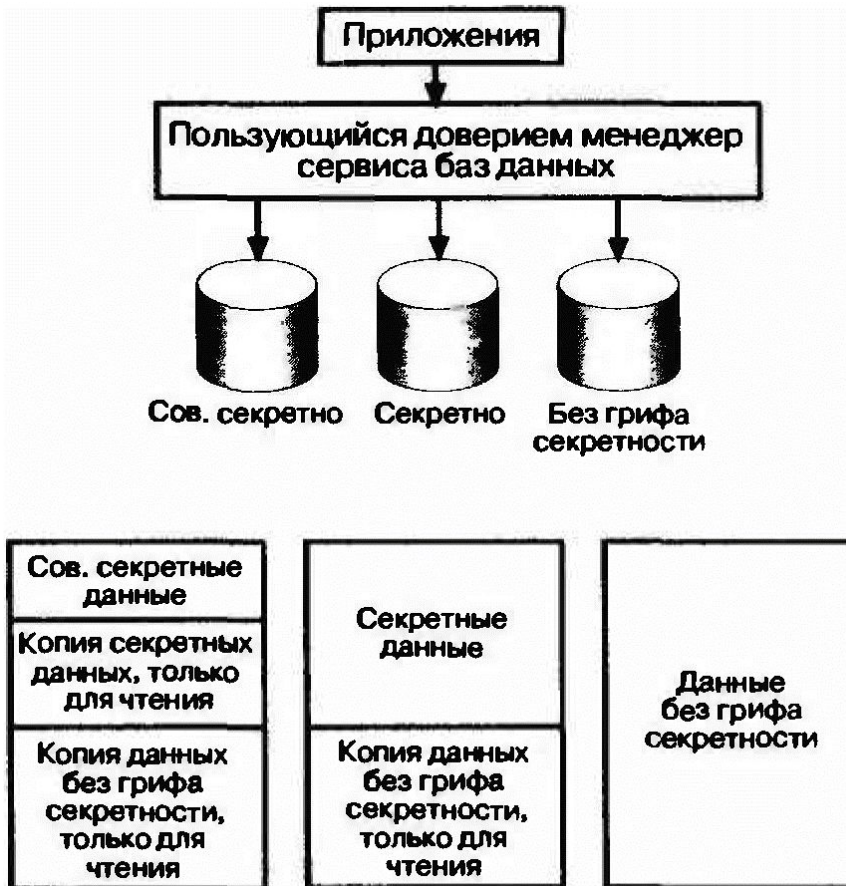 Приложения
Пользующийся доверием менеджер
сервиса баз данных
Сов. секретно
Секретно
Без грифа
секретности
Сов. секретные
данные
Копия секретных
данных, только
для чтения
Копия данных
без грифа
секретности,
только для
чтения
Секретные
данные
Копия данных
без грифа
секретности,
только для
чтения
Данные
без грифа
секретности